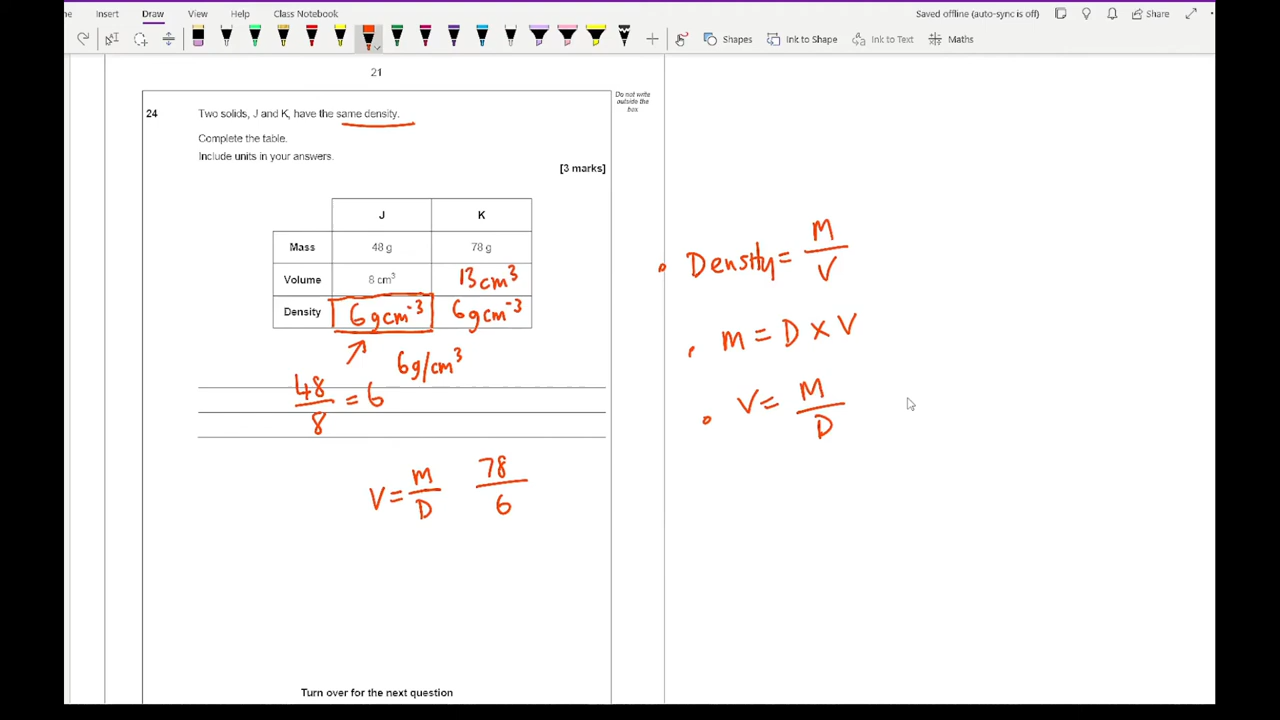 me Insert Draw View Help Class Notebook Saved offline (auto-sync is off) Share
Shapes Ink to Shape Ink to Text Maths
21
Do not write
outside the
box
24 Two solids, J and K, have the same density.
Complete the table.
Include units in your answers.
[3 marks]
J K
Mass 48 g 78 g
Volume 8 cm³ 13cm³
Density 6gcm⁻³ 6gcm⁻³
6g/cm³
48/8 = 6
V = M/D 78/6
Density = M/V
m = D × V
V = M/D
Turn over for the next question